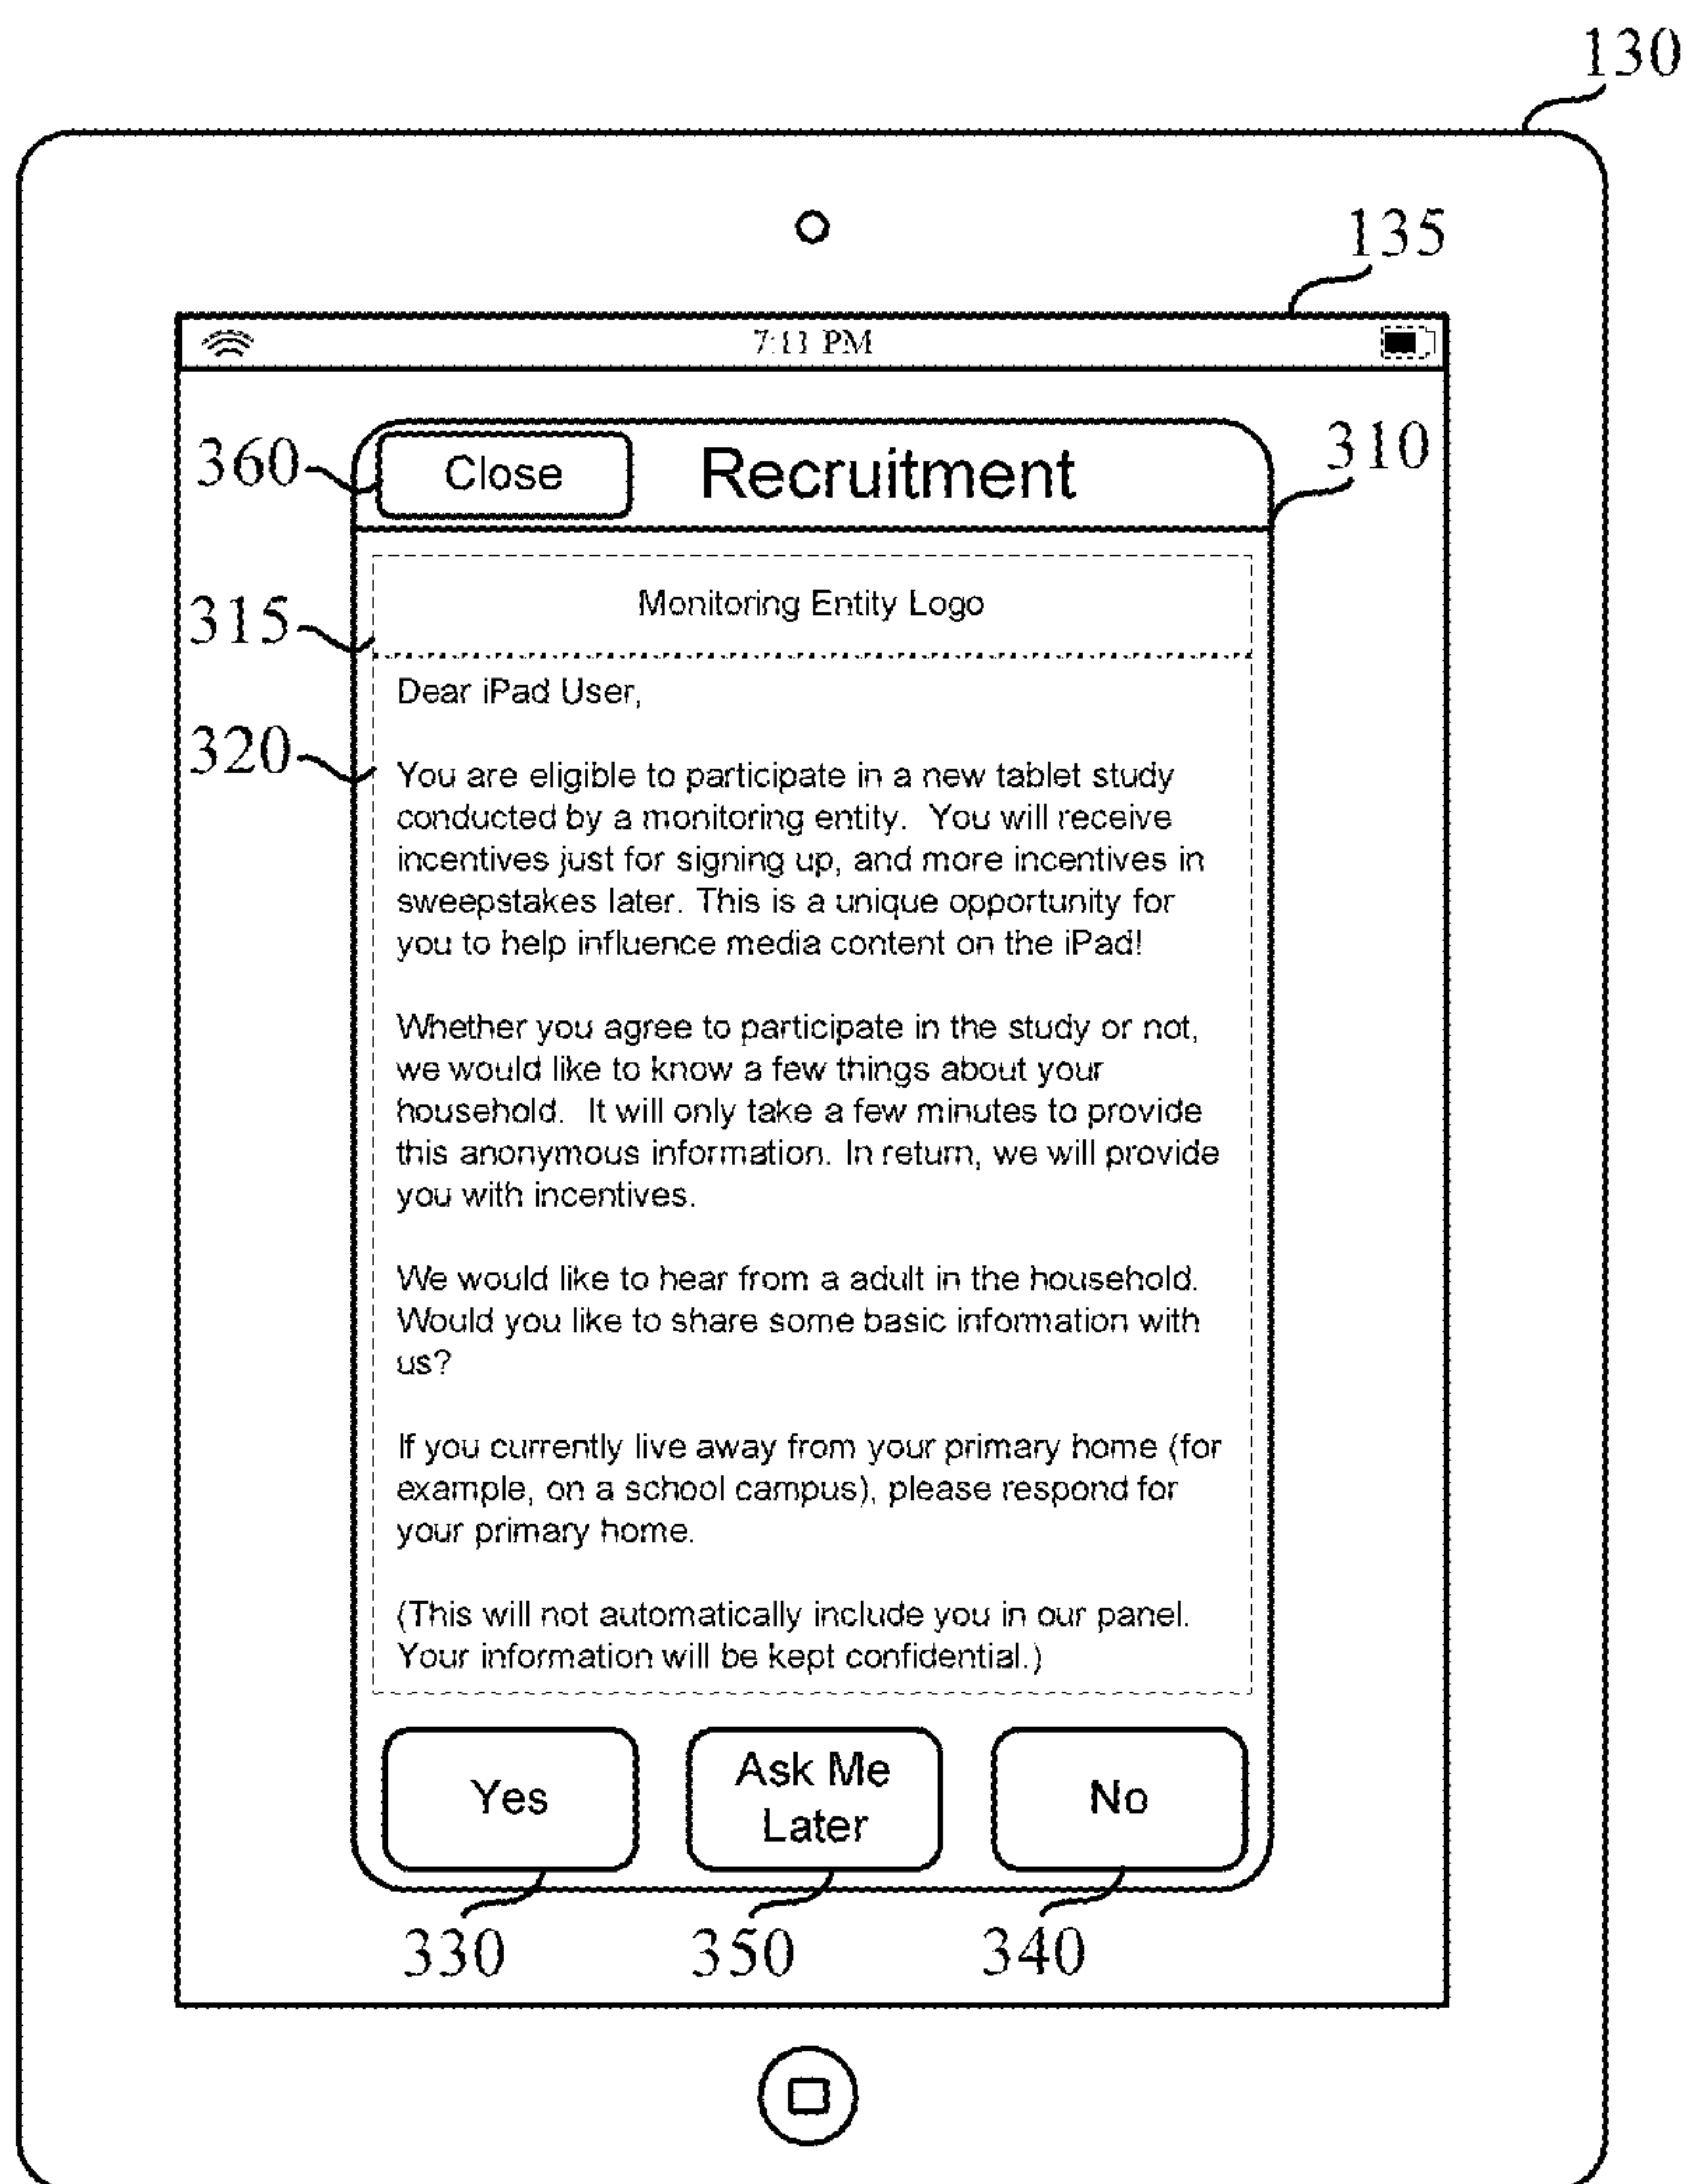 130
135
7:11 PM
360
Close
Recruitment
310
315
Monitoring Entity Logo
320
Dear iPad User,
You are eligible to participate in a new tablet study
conducted by a monitoring entity.  You will receive
incentives just for signing up, and more incentives in
sweepstakes later. This is a unique opportunity for
you to help influence media content on the iPad!
Whether you agree to participate in the study or not,
we would like to know a few things about your
household.  It will only take a few minutes to provide
this anonymous information. In return, we will provide
you with incentives.
We would like to hear from a adult in the household.
Would you like to share some basic information with
us?
If you currently live away from your primary home (for
example, on a school campus), please respond for
your primary home.
(This will not automatically include you in our panel.
Your information will be kept confidential.)
Yes
Ask Me
Later
No
330
350
340